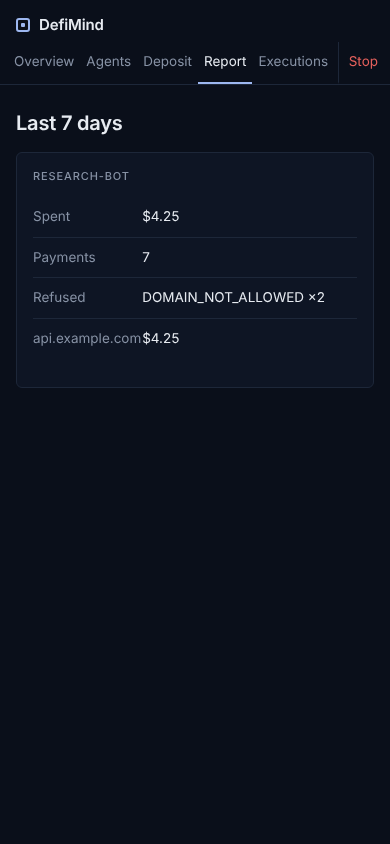 DefiMind
Overview Agents Deposit Report Executions Stop
Last 7 days
RESEARCH-BOT
Spent $4.25
Payments 7
Refused DOMAIN_NOT_ALLOWED ×2
api.example.com $4.25